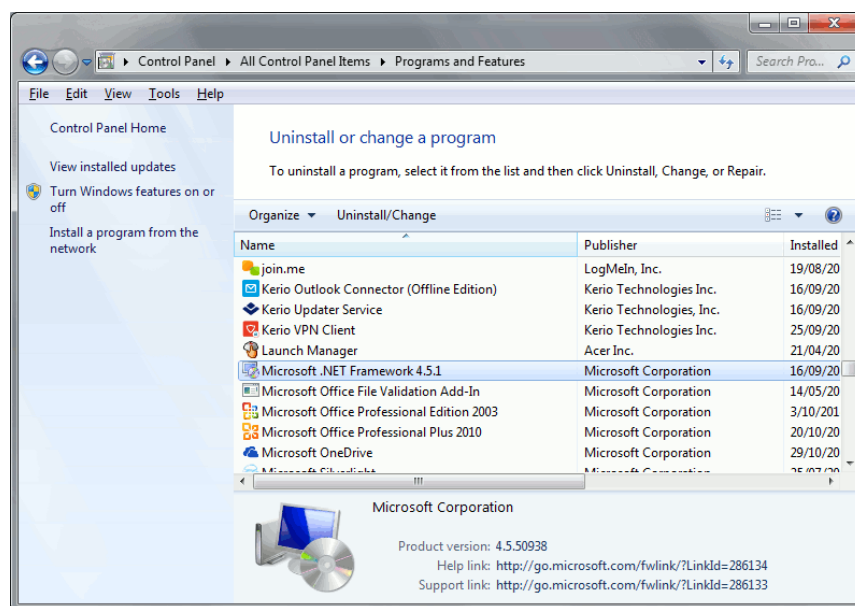 Control Panel ▸ All Control Panel Items ▸ Programs and Features
Search Pro...
File Edit View Tools Help
Control Panel Home
View installed updates
Turn Windows features on or
off
Install a program from the
network
Uninstall or change a program
To uninstall a program, select it from the list and then click Uninstall, Change, or Repair.
Organize Uninstall/Change
Name Publisher Installed
join.me LogMeIn, Inc. 19/08/20
Kerio Outlook Connector (Offline Edition) Kerio Technologies Inc. 16/09/20
Kerio Updater Service Kerio Technologies, Inc. 16/09/20
Kerio VPN Client Kerio Technologies Inc. 25/09/20
Launch Manager Acer Inc. 21/04/20
Microsoft .NET Framework 4.5.1 Microsoft Corporation 16/09/20
Microsoft Office File Validation Add-In Microsoft Corporation 14/05/20
Microsoft Office Professional Edition 2003 Microsoft Corporation 3/10/201
Microsoft Office Professional Plus 2010 Microsoft Corporation 20/10/20
Microsoft OneDrive Microsoft Corporation 29/10/20
Microsoft Silverlight Microsoft Corporation 25/07/20
Microsoft Corporation
Product version: 4.5.50938
Help link: http://go.microsoft.com/fwlink/?LinkId=286134
Support link: http://go.microsoft.com/fwlink/?LinkId=286133